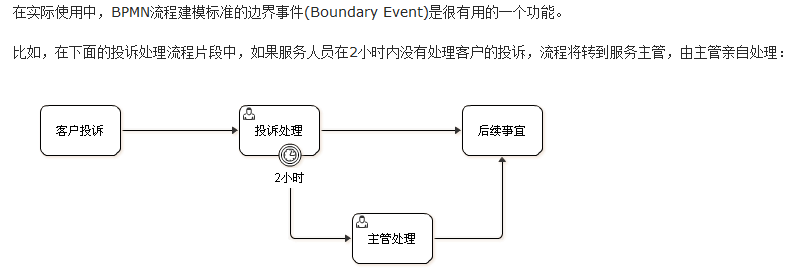 在实际使用中，BPMN流程建模标准的边界事件(Boundary Event)是很有用的一个功能。
比如，在下面的投诉处理流程片段中，如果服务人员在2小时内没有处理客户的投诉，流程将转到服务主管，由主管亲自处理：
客户投诉
投诉处理
后续事宜
2小时
主管处理